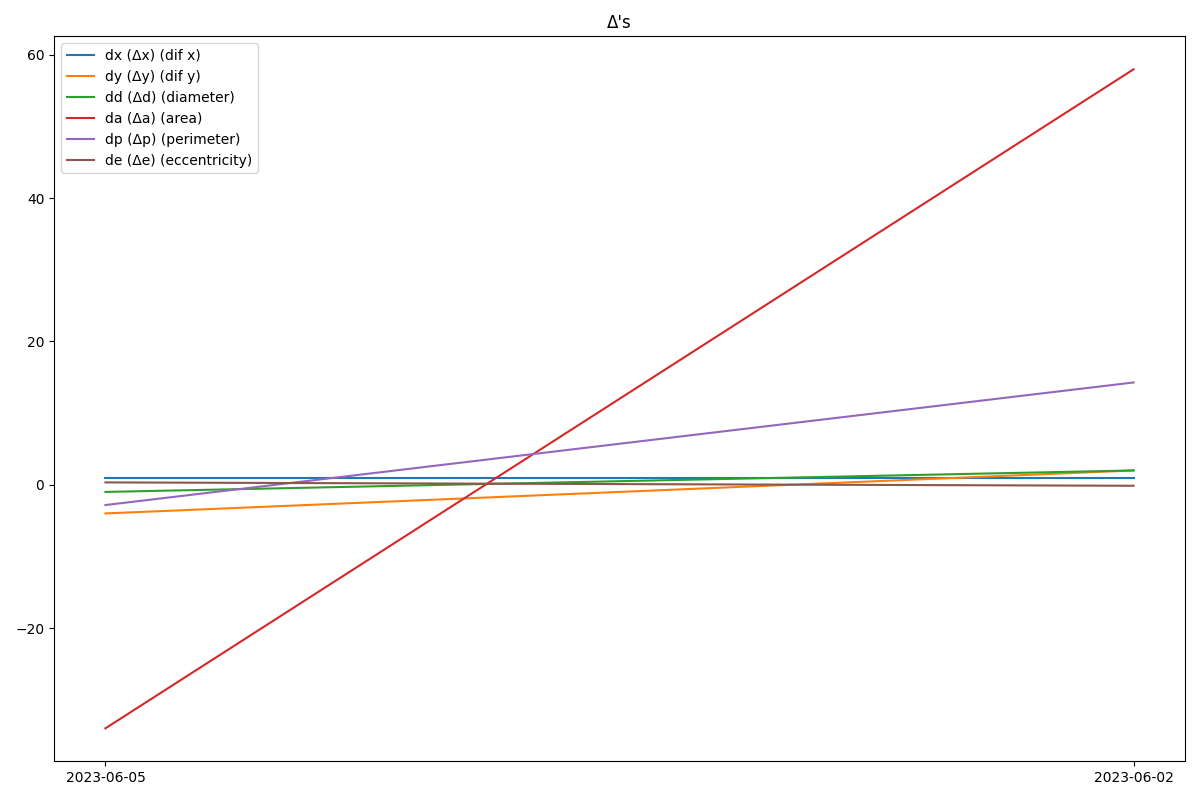 Δ's
dx (Δx) (dif x)
dy (Δy) (dif y)
dd (Δd) (diameter)
da (Δa) (area)
dp (Δp) (perimeter)
de (Δe) (eccentricity)
60
40
20
0
−20
2023-06-05 2023-06-02